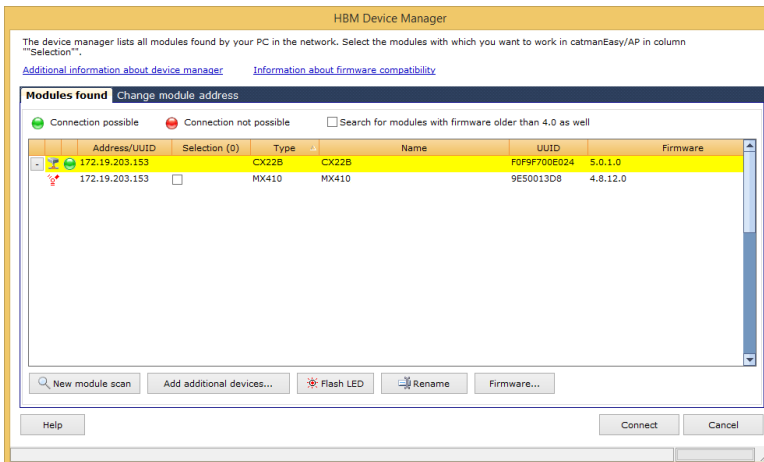 HBM Device Manager
The device manager lists all modules found by your PC in the network. Select the modules with which you want to work in catmanEasy/AP in column
""Selection"".
Additional information about device manager Information about firmware compatibility
Modules found Change module address
Connection possible Connection not possible Search for modules with firmware older than 4.0 as well
Address/UUID Selection (0) Type Name UUID Firmware
172.19.203.153 CX22B CX22B F0F9F700E024 5.0.1.0
172.19.203.153 MX410 MX410 9E50013D8 4.8.12.0
New module scan Add additional devices... Flash LED Rename Firmware...
Help Connect Cancel